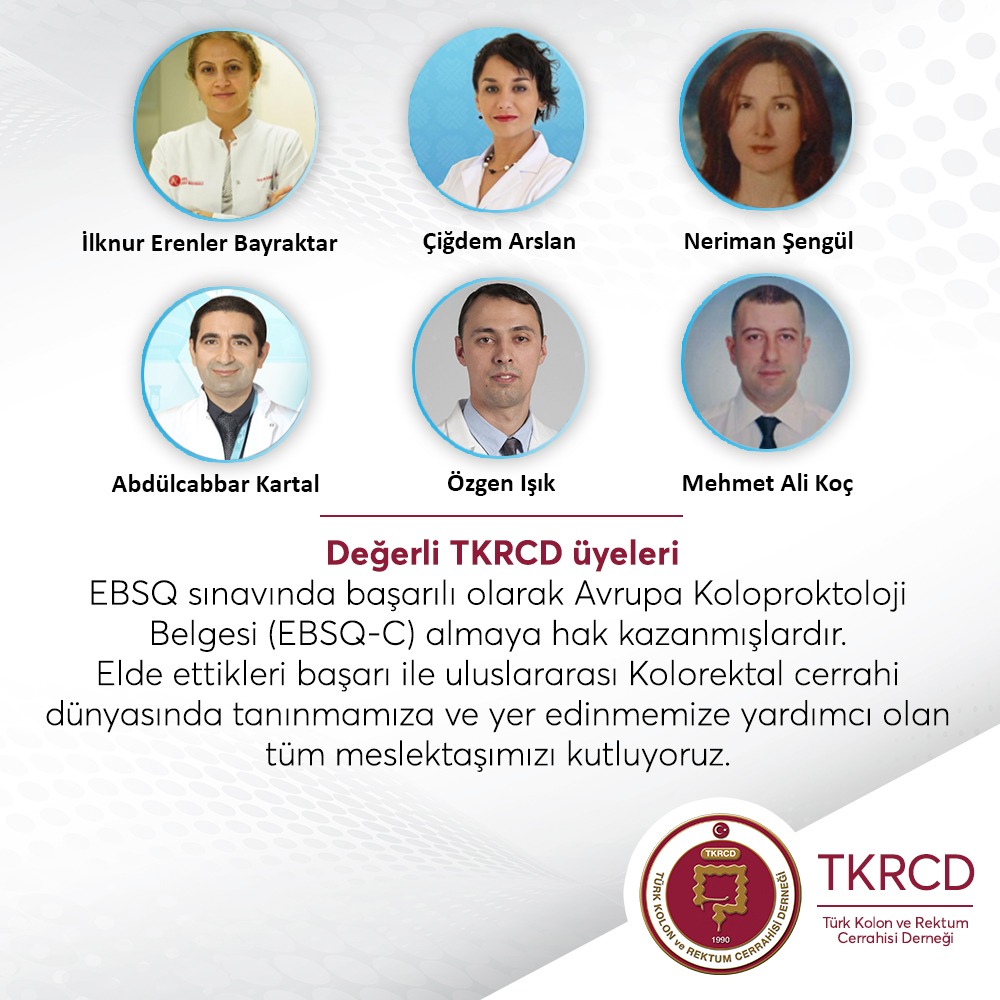 İlknur Erenler Bayraktar
Çiğdem Arslan
Neriman Şengül
Abdülcabbar Kartal
Özgen Işık
Mehmet Ali Koç
Değerli TKRCD üyeleri
EBSQ sınavında başarılı olarak Avrupa Koloproktoloji
Belgesi (EBSQ-C) almaya hak kazanmışlardır.
Elde ettikleri başarı ile uluslararası Kolorektal cerrahi
dünyasında tanınmamıza ve yer edinmemize yardımcı olan
tüm meslektaşımızı kutluyoruz.
TKRCD
TÜRK KOLON ve REKTUM CERRAHİSİ DERNEĞİ
1990
TKRCD
Türk Kolon ve Rektum
Cerrahisi Derneği